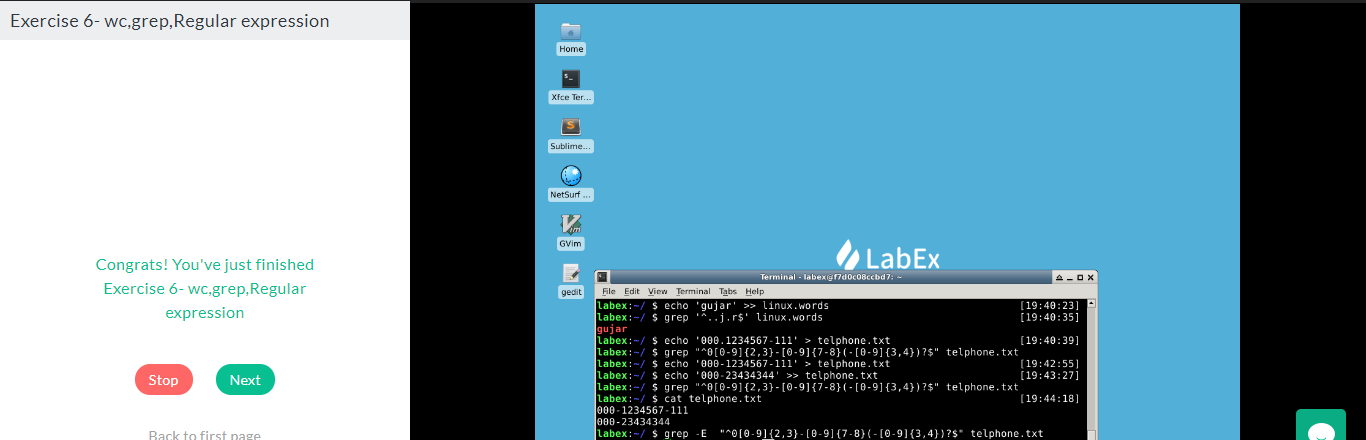 Exercise 6- wc,grep,Regular expression
Congrats! You've just finished
Exercise 6- wc,grep,Regular
expression
Stop
Next
Back to first page
Home
Xfce Ter...
Sublime...
NetSurf ...
GVim
gedit
LabEx
Terminal - labex@f7d0c08ccbd7: ~
File Edit View Terminal Tabs Help
labex:~/ $ echo 'gujar' >> linux.words [19:40:23]
labex:~/ $ grep '^..j.r$' linux.words [19:40:35]
gujar
labex:~/ $ echo '000.1234567-111' > telphone.txt [19:40:39]
labex:~/ $ grep "^0[0-9]{2,3}-[0-9]{7-8}(-[0-9]{3,4})?$" telphone.txt
labex:~/ $ echo '000-1234567-111' > telphone.txt [19:42:55]
labex:~/ $ echo '000-23434344' >> telphone.txt [19:43:27]
labex:~/ $ grep "^0[0-9]{2,3}-[0-9]{7-8}(-[0-9]{3,4})?$" telphone.txt
labex:~/ $ cat telphone.txt [19:44:18]
000-1234567-111
000-23434344
labex:~/ $ grep -E  "^0[0-9]{2,3}-[0-9]{7-8}(-[0-9]{3,4})?$" telphone.txt